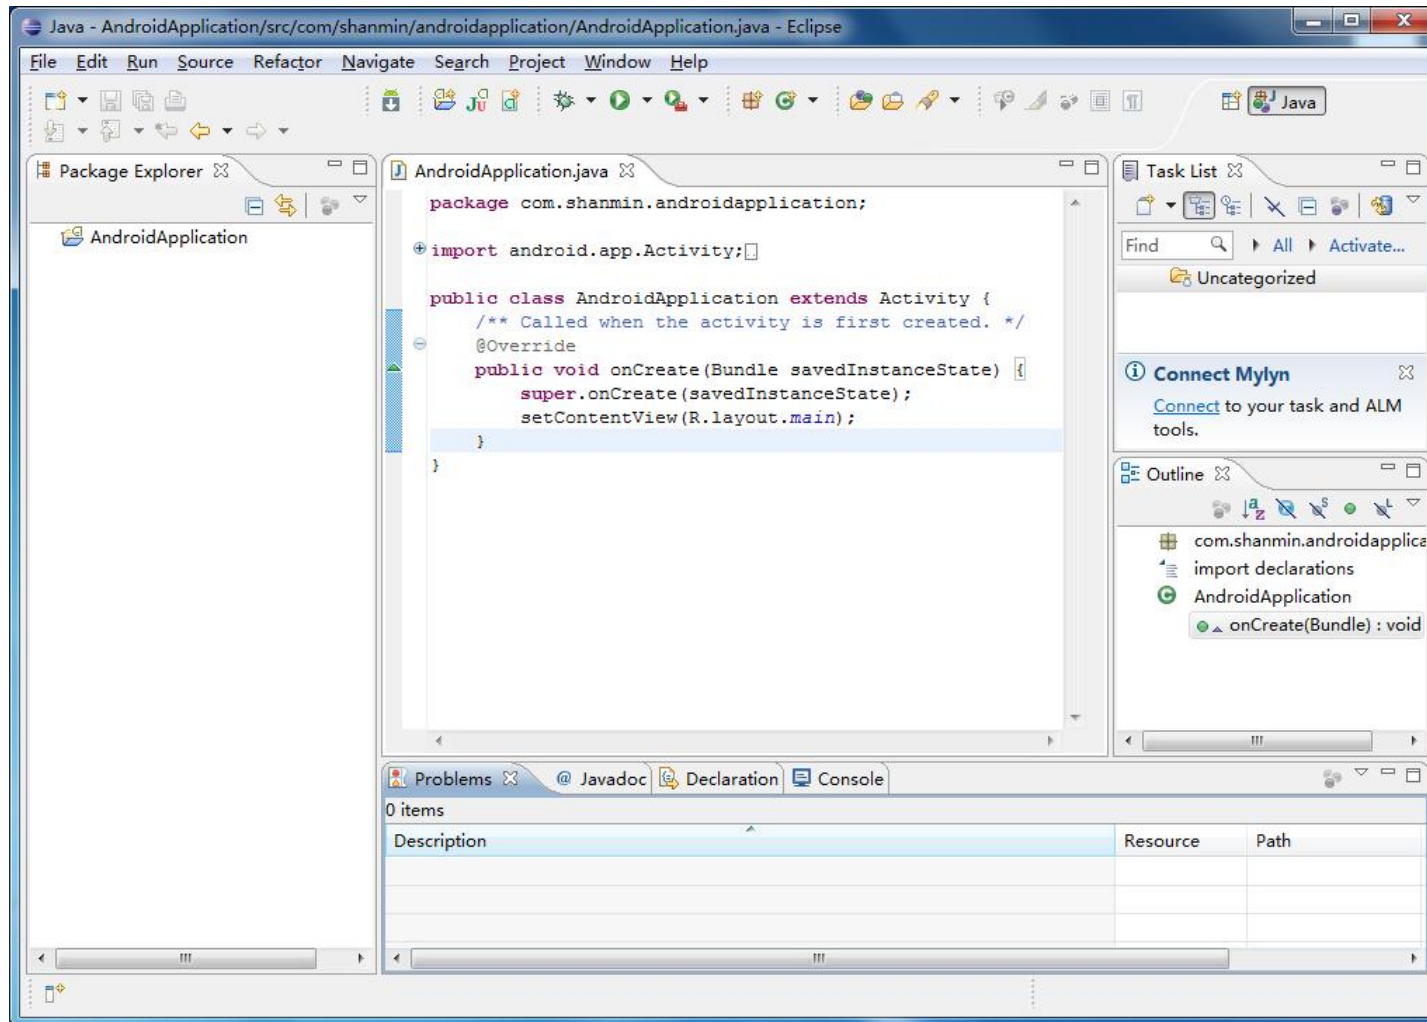 Java - AndroidApplication/src/com/shanmin/androidapplication/AndroidApplication.java - Eclipse
File Edit Run Source Refactor Navigate Search Project Window Help
Java
Package Explorer
AndroidApplication
AndroidApplication.java
package com.shanmin.androidapplication;
import android.app.Activity;
public class AndroidApplication extends Activity {
/** Called when the activity is first created. */
@Override
public void onCreate(Bundle savedInstanceState) {
super.onCreate(savedInstanceState);
setContentView(R.layout.main);
}
}
Task List
Find All Activate...
Uncategorized
Connect Mylyn
Connect to your task and ALM
tools.
Outline
com.shanmin.androidapplica
import declarations
AndroidApplication
onCreate(Bundle) : void
Problems @ Javadoc Declaration Console
0 items
Description Resource Path